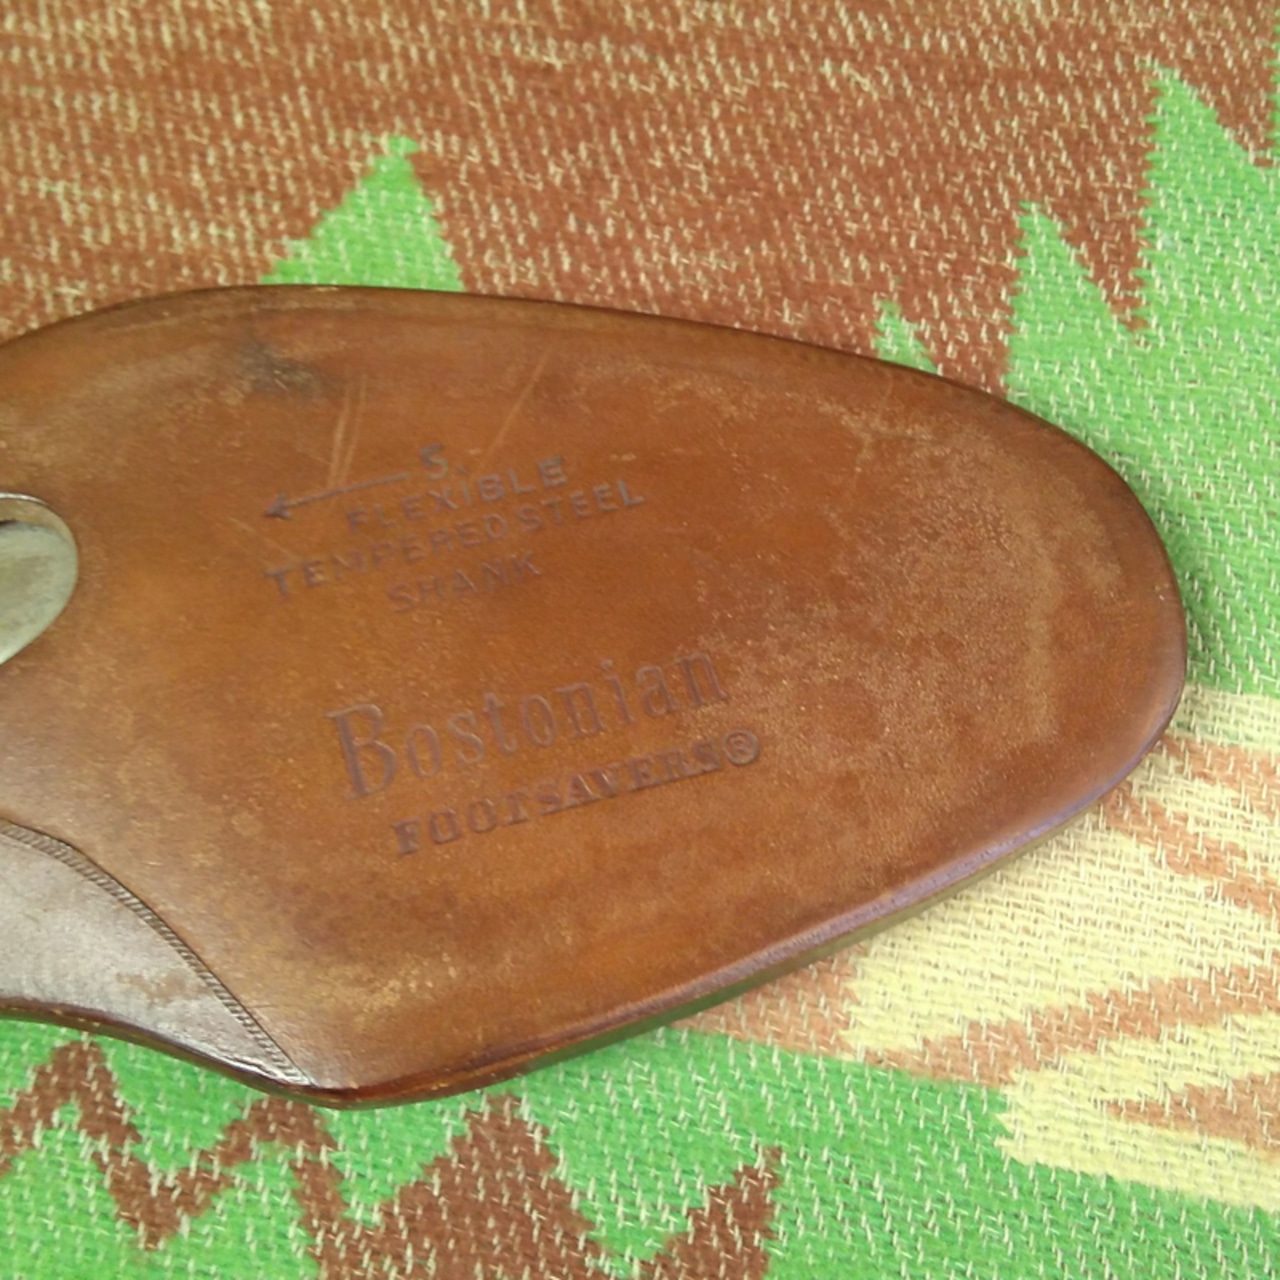 S.
FLEXIBLE
TEMPERED STEEL
SHANK
Bostonian
FOOTSAVERS®